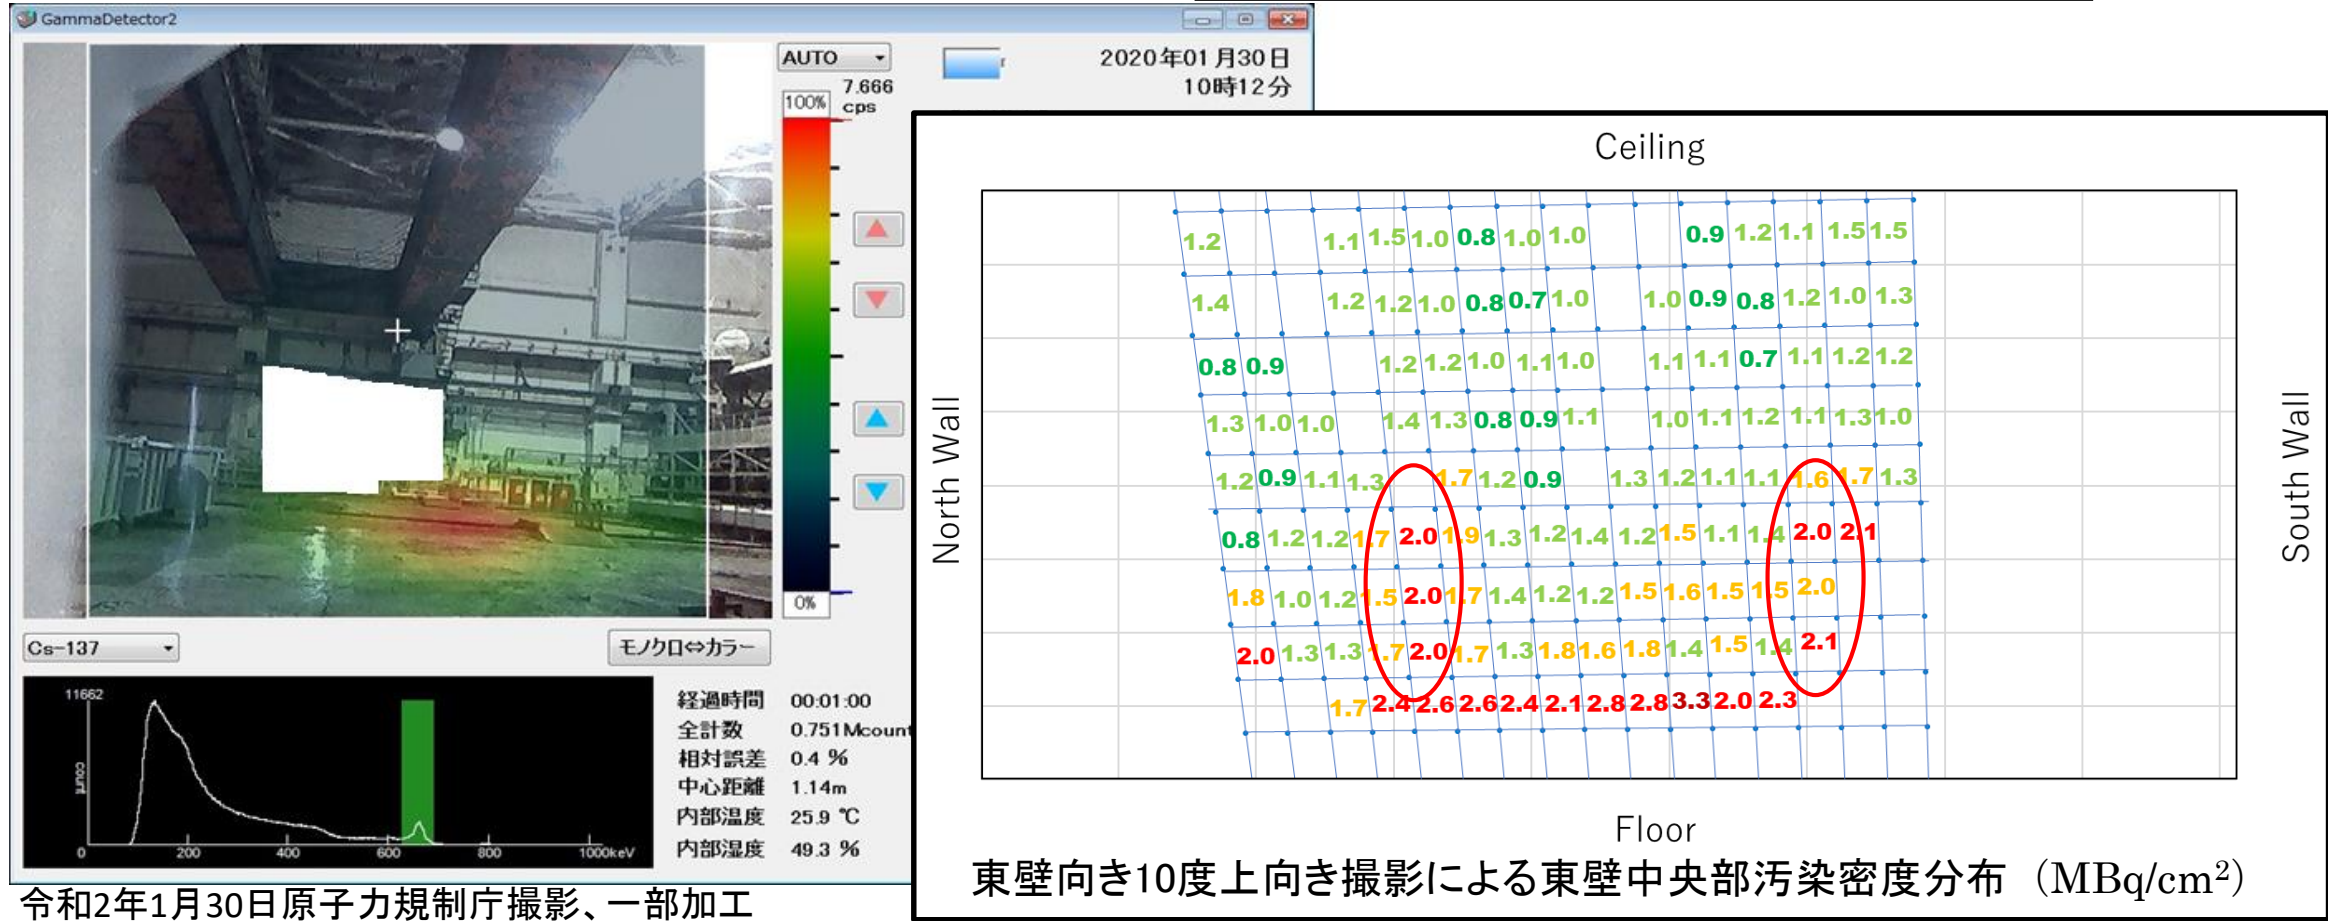 GammaDetector2
AUTO
7.666
cps
100%
0%
2020年01月30日
10時12分
Cs-137
モノクロ⇔カラー
11662
count
0 200 400 600 800 1000keV
経過時間 00:01:00
全計数 0.751Mcount
相対誤差 0.4 %
中心距離 1.14m
内部温度 25.9 ℃
内部湿度 49.3 %
令和2年1月30日原子力規制庁撮影、一部加工
Ceiling
North Wall
South Wall
1.2 1.1 1.5 1.0 0.8 1.0 1.0 0.9 1.2 1.1 1.5 1.5
1.4 1.2 1.2 1.0 0.8 0.7 1.0 1.0 0.9 0.8 1.2 1.0 1.3
0.8 0.9 1.2 1.2 1.0 1.1 1.0 1.1 1.1 0.7 1.1 1.2 1.2
1.3 1.0 1.0 1.4 1.3 0.8 0.9 1.1 1.0 1.1 1.2 1.1 1.3 1.0
1.2 0.9 1.1 1.3 1.7 1.2 0.9 1.3 1.2 1.1 1.1 1.6 1.7 1.3
0.8 1.2 1.2 1.7 2.0 1.9 1.3 1.2 1.4 1.2 1.5 1.1 1.4 2.0 2.1
1.8 1.0 1.2 1.5 2.0 1.7 1.4 1.2 1.2 1.5 1.6 1.5 1.5 2.0
2.0 1.3 1.3 1.7 2.0 1.7 1.3 1.8 1.6 1.8 1.4 1.5 1.4 2.1
1.7 2.4 2.6 2.6 2.4 2.1 2.8 2.8 3.3 2.0 2.3
Floor
東壁向き10度上向き撮影による東壁中央部汚染密度分布（MBq/cm²）